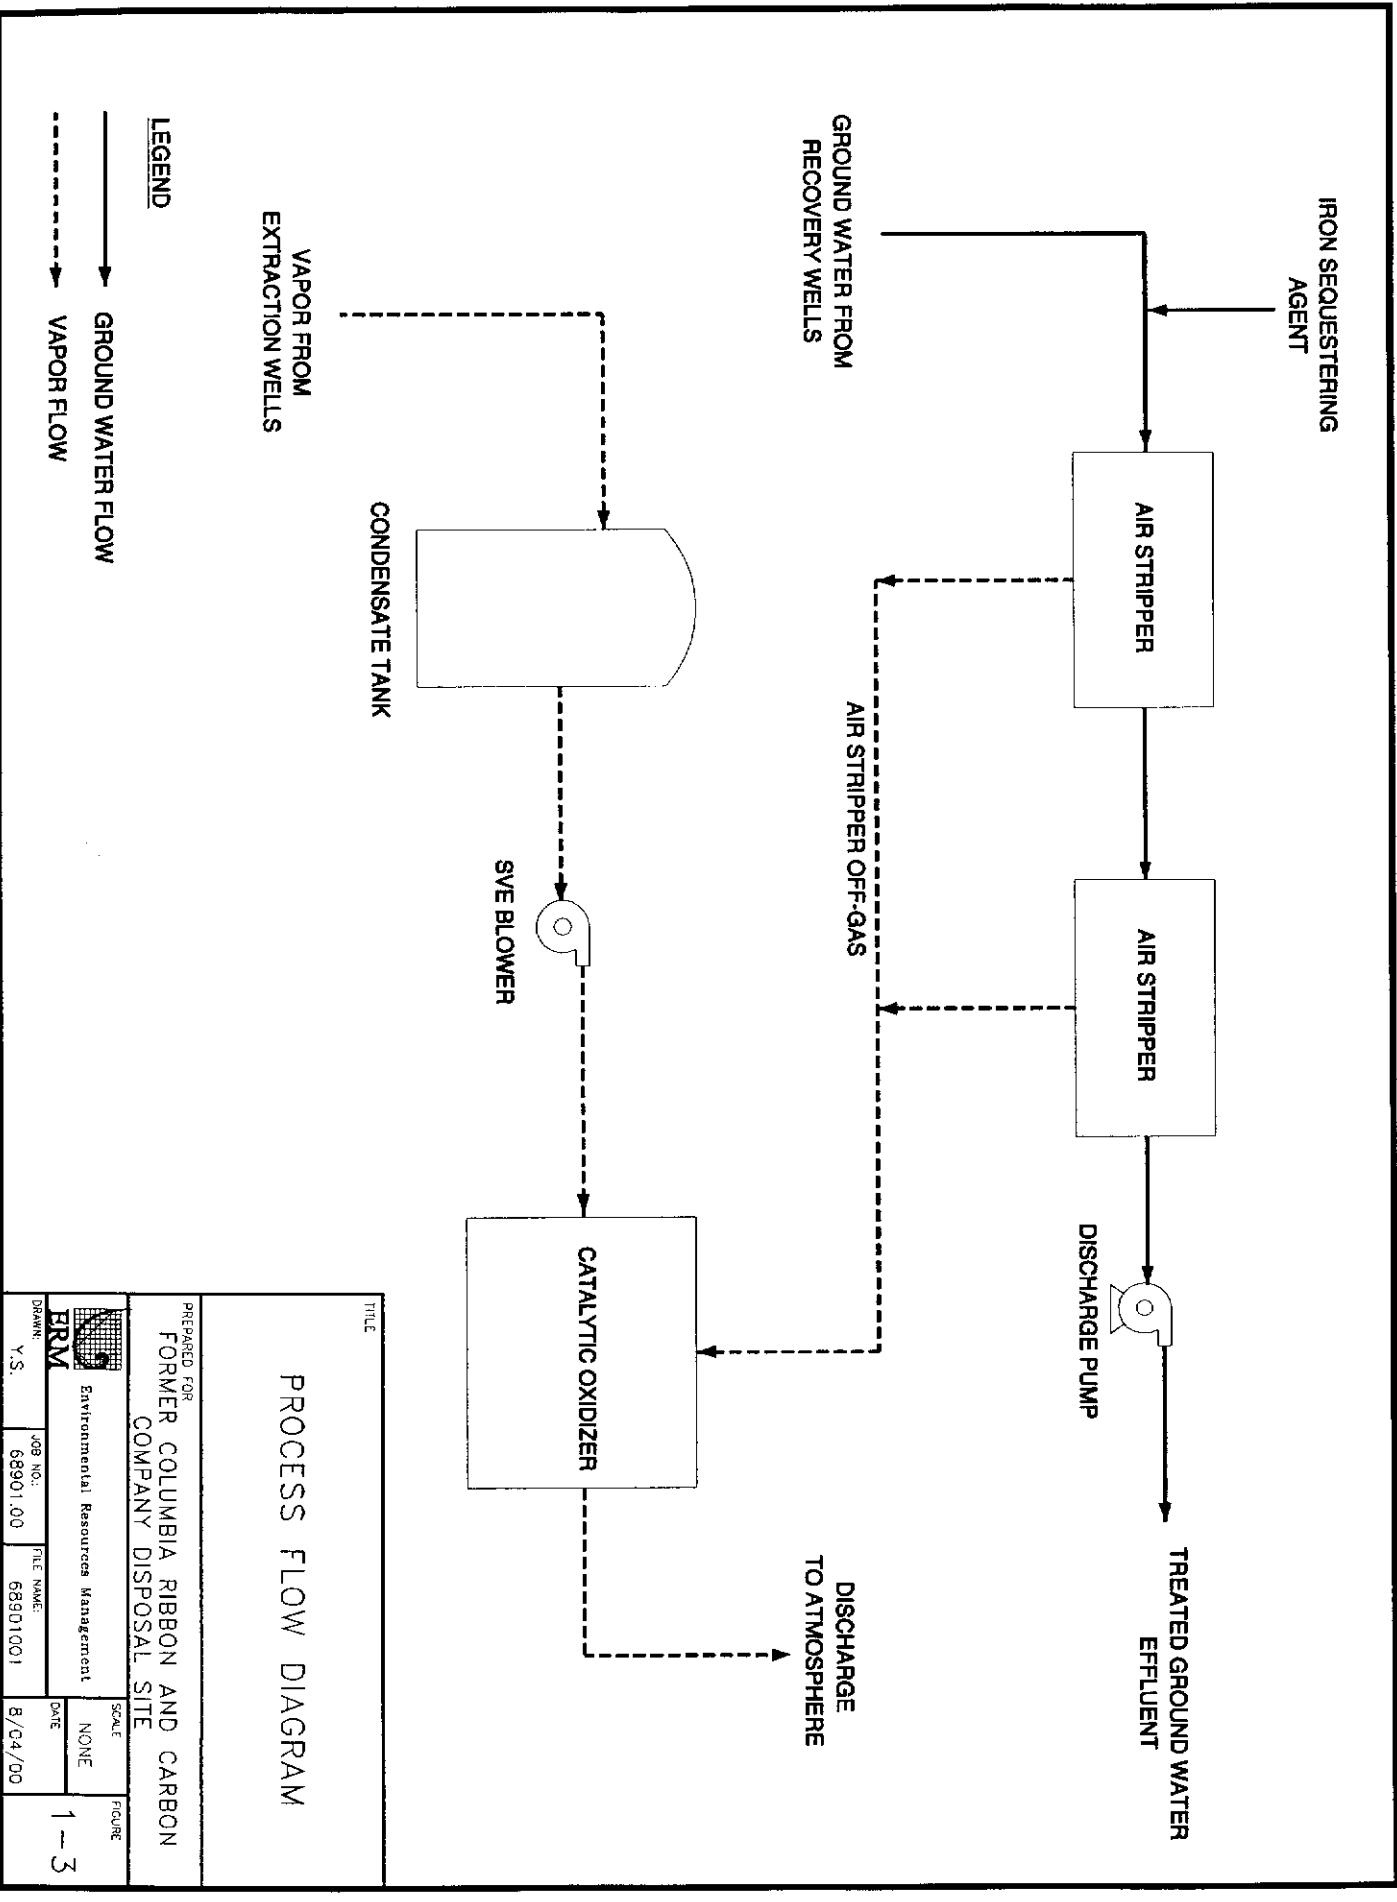 IRON SEQUESTERING
AGENT
GROUND WATER FROM
RECOVERY WELLS
AIR STRIPPER
AIR STRIPPER
DISCHARGE PUMP
TREATED GROUND WATER
EFFLUENT
AIR STRIPPER OFF-GAS
VAPOR FROM
EXTRACTION WELLS
CONDENSATE TANK
SVE BLOWER
CATALYTIC OXIDIZER
DISCHARGE
TO ATMOSPHERE
LEGEND
GROUND WATER FLOW
VAPOR FLOW
TITLE
PROCESS FLOW DIAGRAM
PREPARED FOR
FORMER COLUMBIA RIBBON AND CARBON
COMPANY DISPOSAL SITE
ERM
Environmental Resources Management
SCALE
NONE
FIGURE
1-3
DRAWN:
Y.S.
JOB NO.:
68901.00
FILE NAME:
68901001
DATE
8/04/00